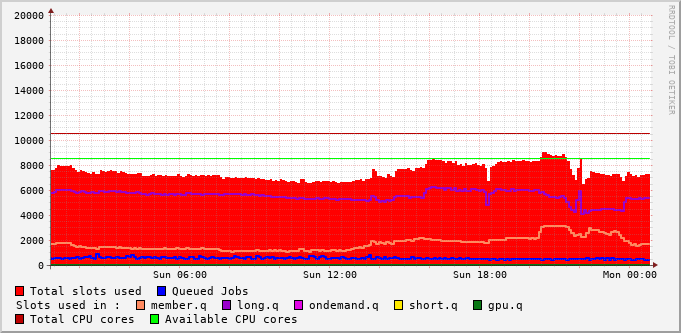 RRDTOOL / TOBI OETIKER
20000
18000
16000
14000
12000
10000
8000
6000
4000
2000
0
Sun 06:00 Sun 12:00 Sun 18:00 Mon 00:00
Total slots used Queued Jobs
Slots used in : member.q long.q ondemand.q short.q gpu.q
Total CPU cores Available CPU cores